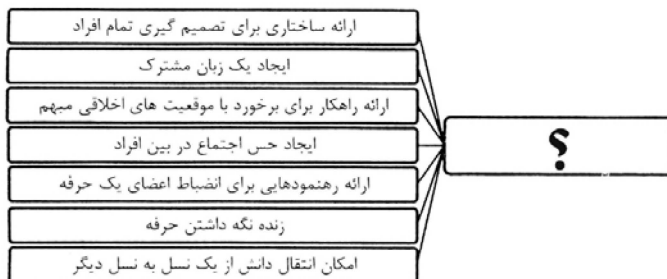 ارائه ساختاری برای تصمیم گیری تمام افراد
ایجاد یک زبان مشترک
ارائه راهکار برای برخورد با موقعیت های اخلاقی مبهم
ایجاد حس اجتماع در بین افراد
؟
ارائه رهنمودهایی برای انضباط اعضای یک حرفه
زنده نگه داشتن حرفه
امکان انتقال دانش از یک نسل به نسل دیگر